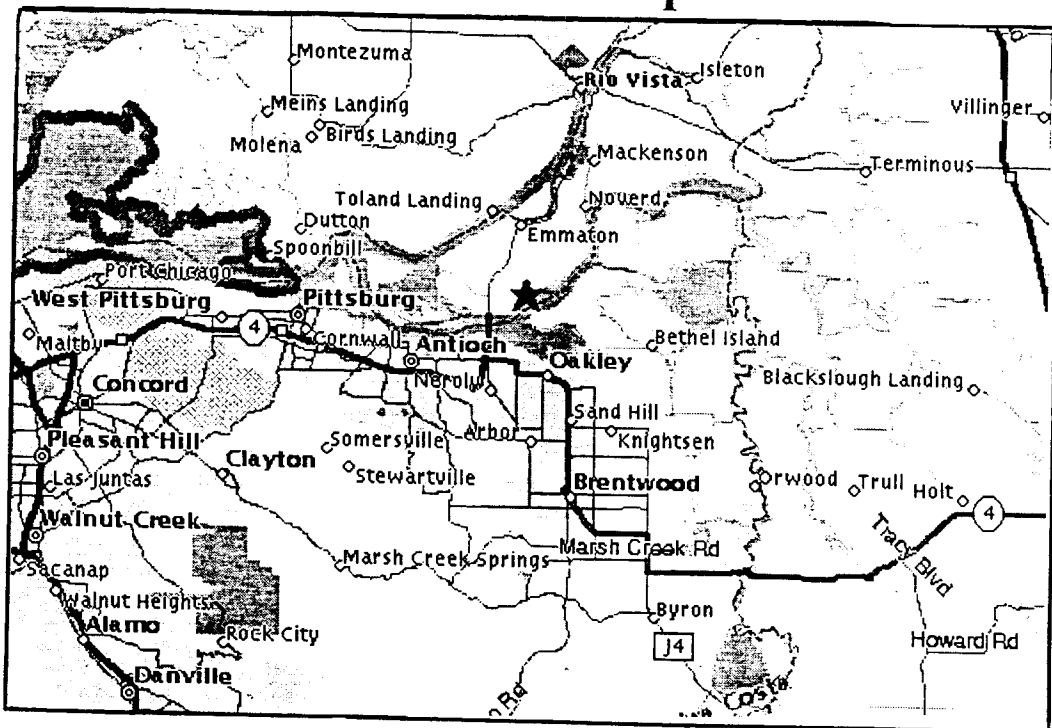 Montezuma
Rio Vista
Isleton
Meins Landing
Villinger
Molena
Birds Landing
Mackenson
Terminous
Toland Landing
Noverd
Dutton
Emmaton
Spoonbill
Port Chicago
West Pittsburg
Pittsburg
4
Cornwall
Maltby
Antioch
Bethel Island
Oakley
Neroly
Concord
Blackslough Landing
Sand Hill
Arbor
Knightsen
Pleasant Hill
Somersville
Clayton
Stewartville
Las Juntas
Brentwood
Orwood
Trull
Holt
4
Walnut Creek
Tracy Blvd
Marsh Creek Rd
Sacanap
Marsh Creek Springs
Walnut Heights
Byron
Alamo
Rock City
J4
Howard Rd
Danville
Rd